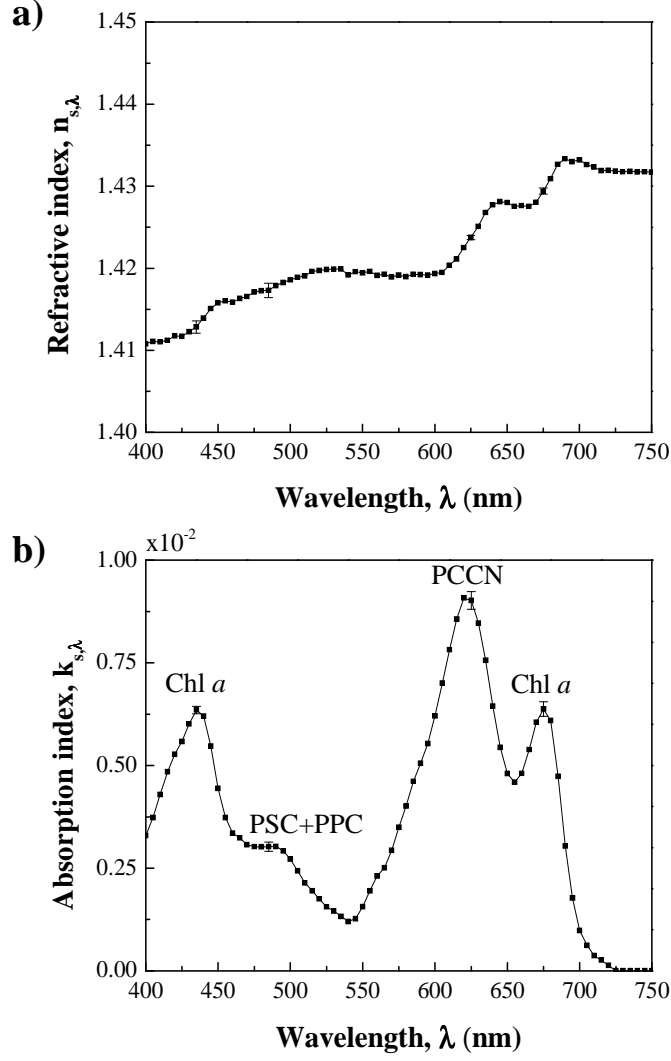 a)
1.45
1.44
1.43
1.42
1.41
1.40
400 450 500 550 600 650 700 750
Refractive index, n_s,λ
Wavelength, λ (nm)
b)
x10^-2
1.00
0.75
0.50
0.25
0.00
PCCN
Chl a
Chl a
PSC+PPC
400 450 500 550 600 650 700 750
Absorption index, k_s,λ
Wavelength, λ (nm)